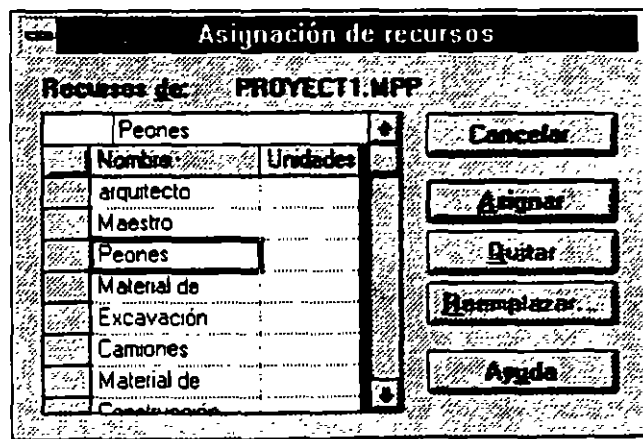 Asignación de recursos
Recursos de: PROYECT1.MPP
Peones
Nombre Unidades
arquitecto
Maestro
Peones
Material de
Excavación
Camiones
Material de
Construcción
Cancelar
Asignar
Quitar
Reemplazar...
Ayuda